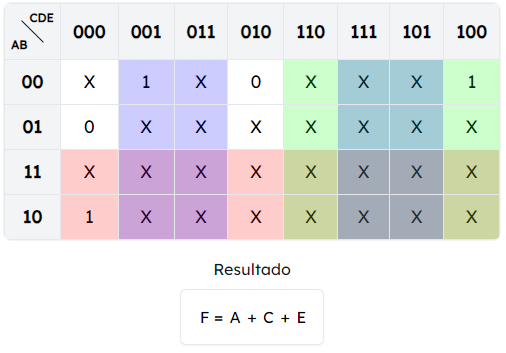 CDE
AB
000 001 011 010 110 111 101 100
00 X 1 X 0 X X X 1
01 0 X X X X X X X
11 X X X X X X X X
10 1 X X X X X X X
Resultado
F = A + C + E